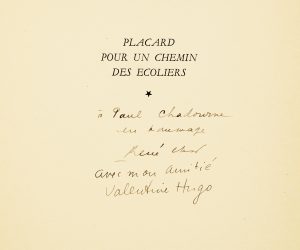 PLACARD
POUR UN CHEMIN
DES ECOLIERS
à Paul Chadourne
en hommage
René Char
avec mon amitié
Valentine Hugo